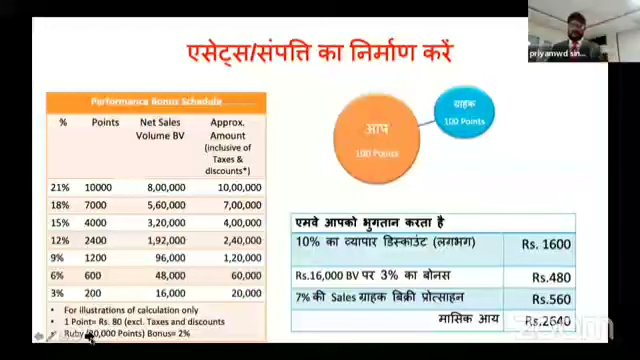 एसेट्स/संपत्ति का निर्माण करें
Performance Bonus Schedule
% Points Net Sales Volume BV Approx. Amount (inclusive of Taxes & discounts*)
21% 10000 8,00,000 10,00,000
18% 7000 5,60,000 7,00,000
15% 4000 3,20,000 4,00,000
12% 2400 1,92,000 2,40,000
9% 1200 96,000 1,20,000
6% 600 48,000 60,000
3% 200 16,000 20,000
• For illustrations of calculation only
• 1 Point= Rs. 80 (excl. Taxes and discounts
Ruby (20,000 Points) Bonus= 2%
आप
100 Points
ग्राहक
100 Points
एमवे आपको भुगतान करता है
10% का व्यापार डिस्काउंट (लगभग) Rs. 1600
Rs.16,000 BV पर 3% का बोनस Rs.480
7% की Sales ग्राहक बिक्री प्रोत्साहन Rs.560
मासिक आय Rs.2640
priyamwd sin...
zoom